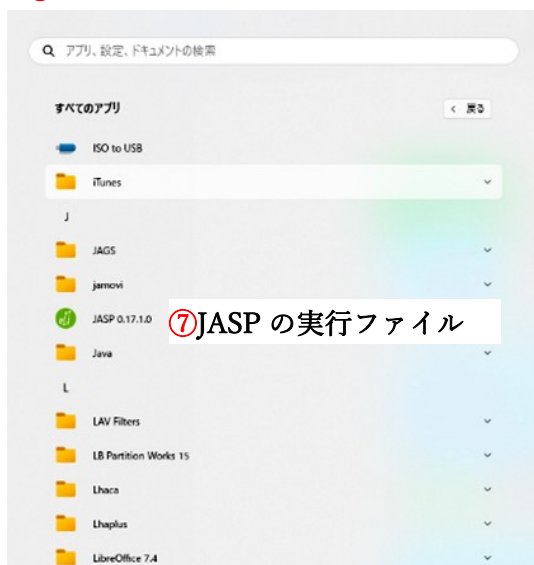 アプリ、設定、ドキュメントの検索
すべてのアプリ
< 戻る
ISO to USB
iTunes
J
JAGS
jamovi
JASP 0.17.1.0
⑦JASP の実行ファイル
Java
L
LAV Filters
LB Partition Works 15
Lhaca
Lhaplus
LibreOffice 7.4